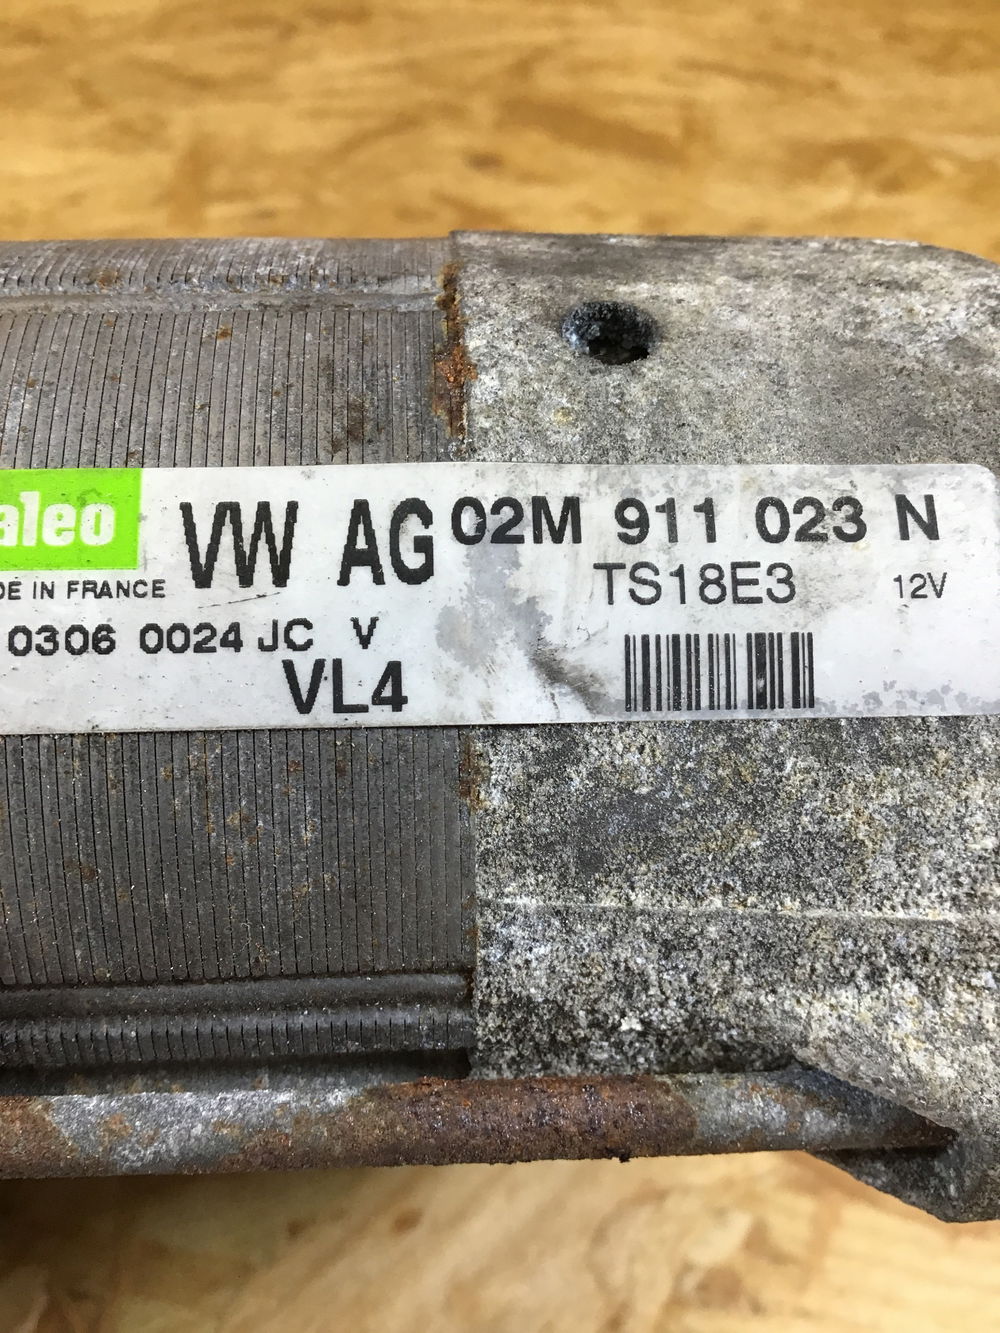 aleo VW AG 02M 911 023 N
DE IN FRANCE TS18E3 12V
0306 0024 JC V
VL4